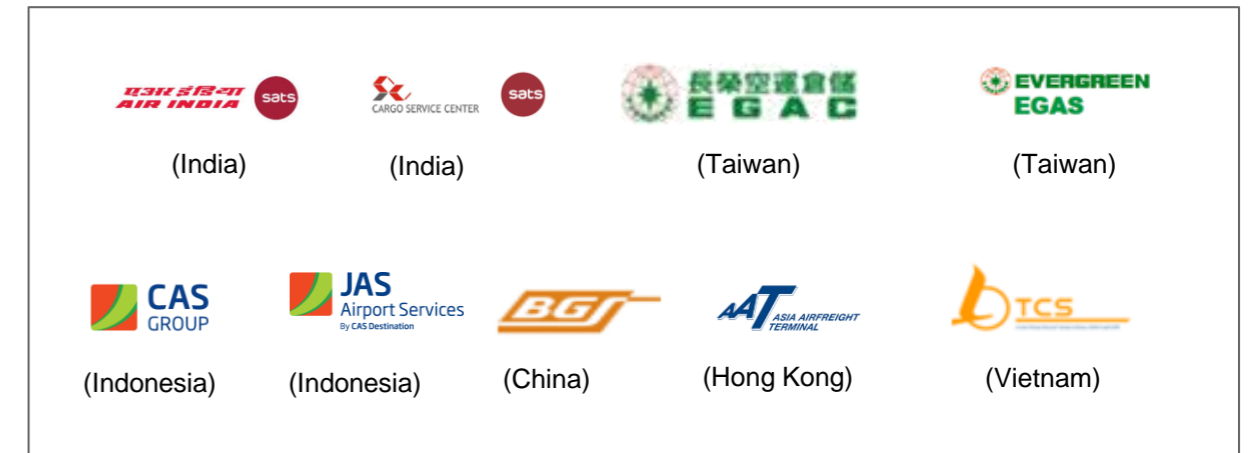 एअर इंडिया
AIR INDIA
sats
(India)
CARGO SERVICE CENTER
sats
(India)
長榮空運倉儲
EGAC
(Taiwan)
EVERGREEN
EGAS
(Taiwan)
CAS
GROUP
(Indonesia)
JAS
Airport Services
By CAS Destination
(Indonesia)
BGS
(China)
AAT
ASIA AIRFREIGHT
TERMINAL
(Hong Kong)
TCS
(Vietnam)